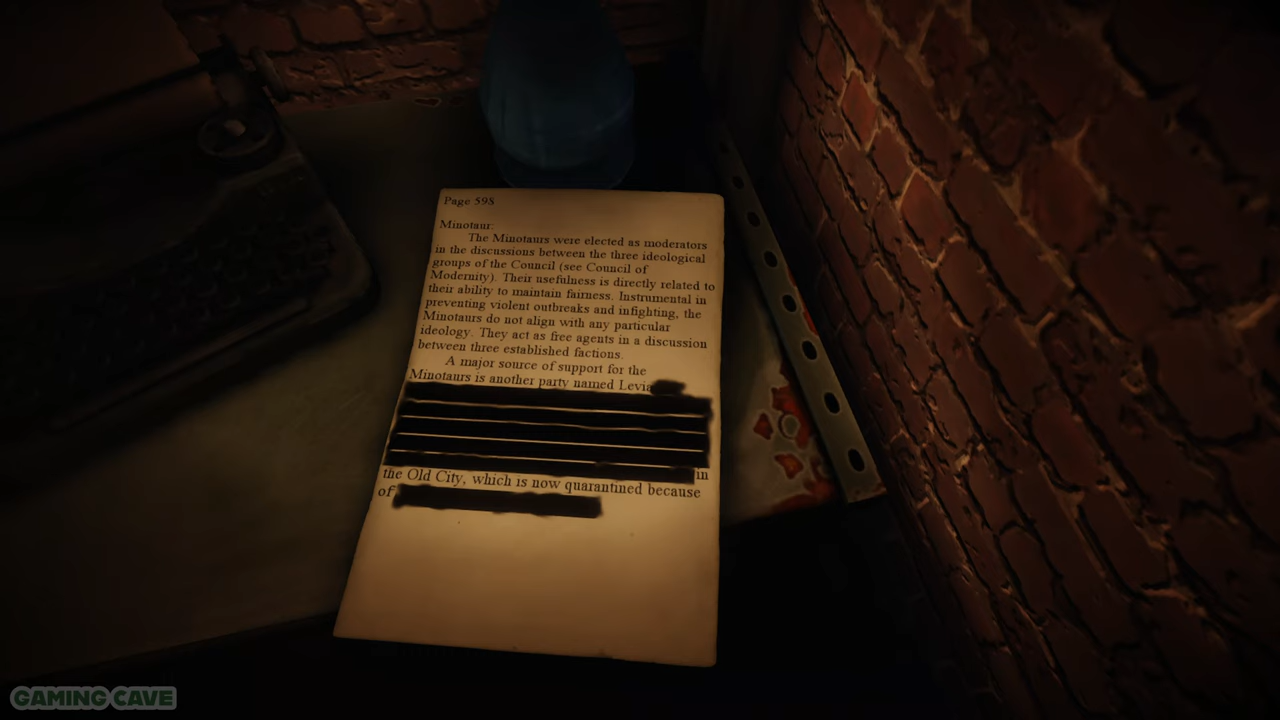 Page 598
Minotaur:
The Minotaurs were elected as moderators
in the discussions between the three ideological
groups of the Council (see Council of
Modernity). Their usefulness is directly related to
their ability to maintain fairness. Instrumental in
preventing violent outbreaks and infighting, the
Minotaurs do not align with any particular
ideology. They act as free agents in a discussion
between three established factions.
A major source of support for the
Minotaurs is another party named Levia
in
the Old City, which is now quarantined because
of
GAMING CAVE